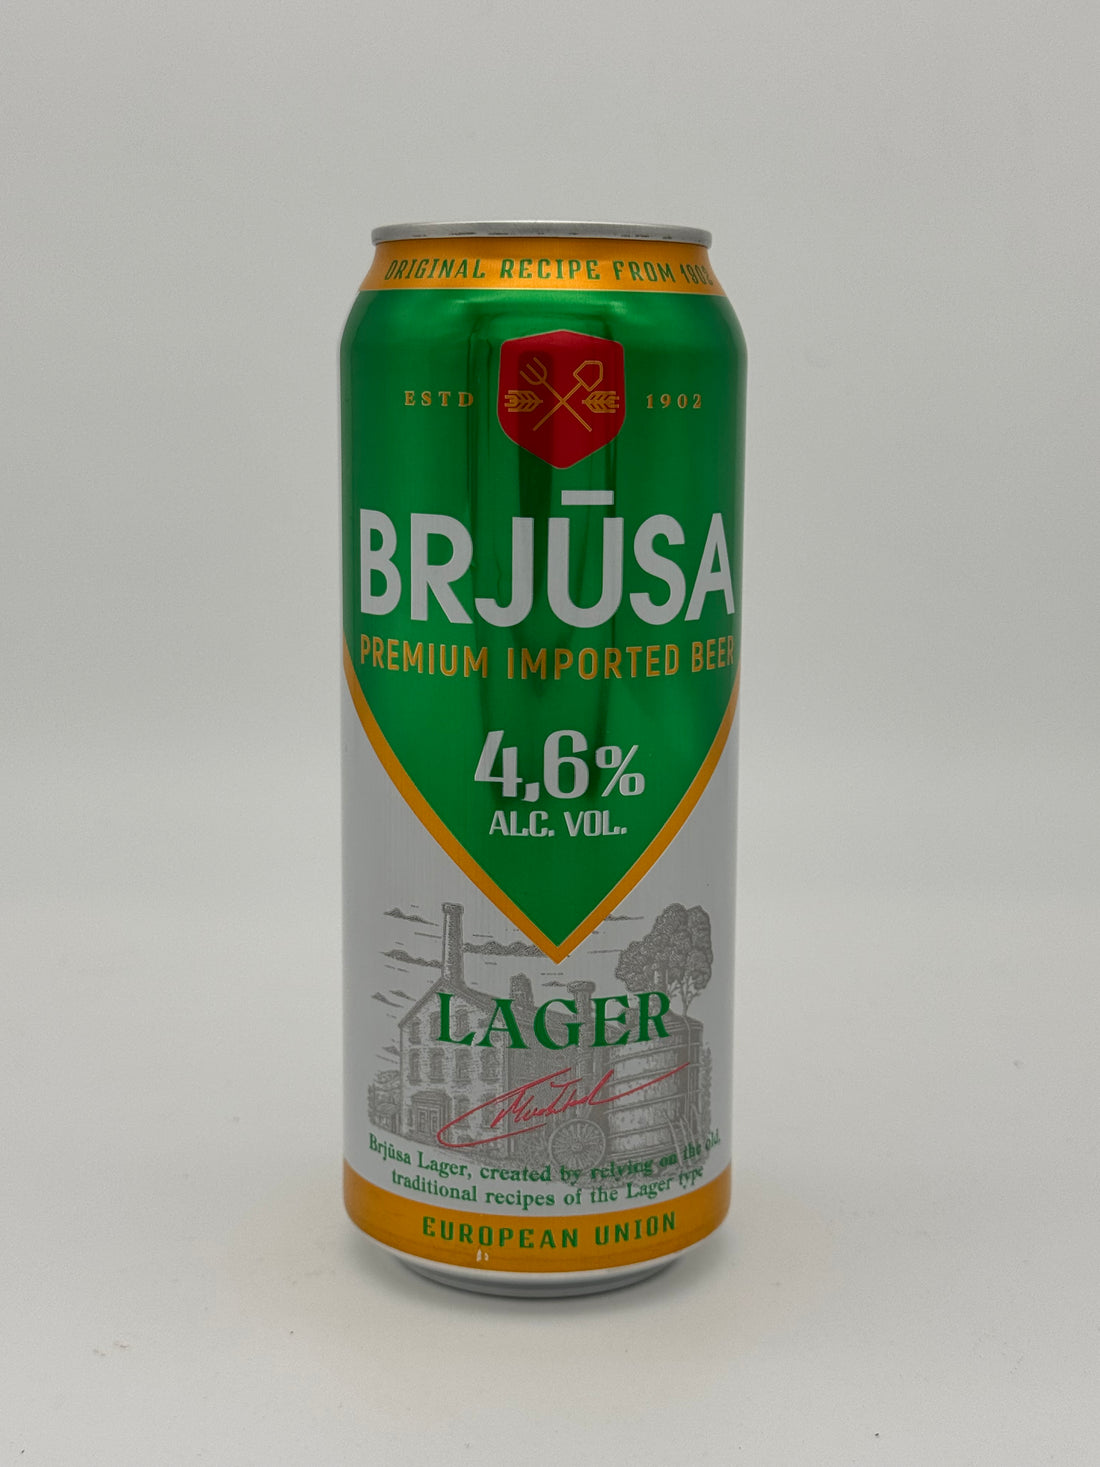 ORIGINAL RECIPE FROM 1902
ESTD 1902
BRJŪSA
PREMIUM IMPORTED BEER
4,6%
ALC. VOL.
LAGER
Brjūsa Lager, created by relying on the old,
traditional recipes of the Lager type
EUROPEAN UNION